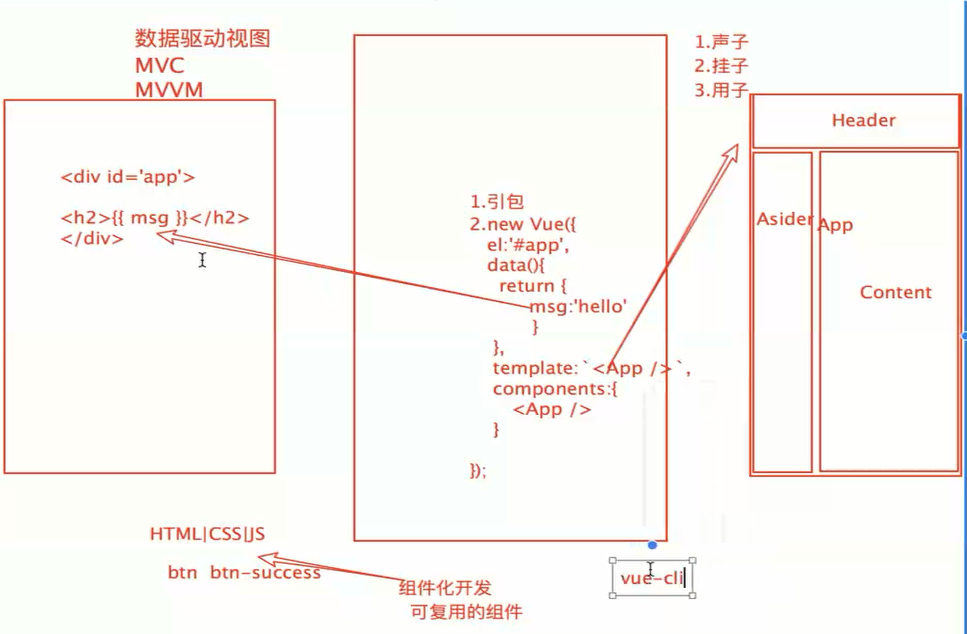 数据驱动视图
MVC
MVVM
<div id='app'>
<h2>{{ msg }}</h2>
</div>
1.引包
2.new Vue({
el:'#app',
data(){
return {
msg:'hello'
}
},
template:`<App />`,
components:{
<App />
}
});
1.声子
2.挂子
3.用子
Header
Asider
App
Content
HTML|CSS|JS
btn btn-success
组件化开发
可复用的组件
vue-cli